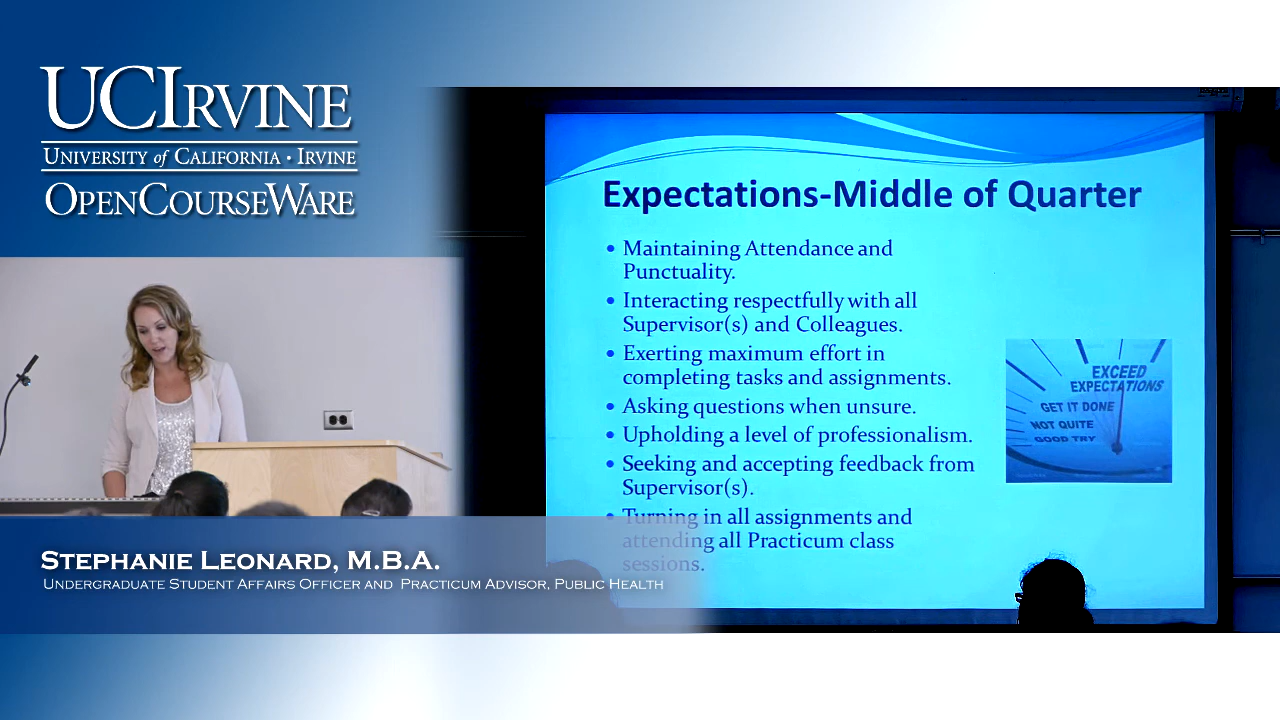 UCIRVINE
UNIVERSITY of CALIFORNIA · IRVINE
OPENCOURSEWARE
Expectations-Middle of Quarter
• Maintaining Attendance and
Punctuality.
• Interacting respectfully with all
Supervisor(s) and Colleagues.
• Exerting maximum effort in
completing tasks and assignments.
• Asking questions when unsure.
• Upholding a level of professionalism.
• Seeking and accepting feedback from
Supervisor(s).
• Turning in all assignments and
attending all Practicum class
sessions.
EXCEED
EXPECTATIONS
GET IT DONE
NOT QUITE
GOOD TRY
STEPHANIE LEONARD, M.B.A.
UNDERGRADUATE STUDENT AFFAIRS OFFICER AND PRACTICUM ADVISOR, PUBLIC HEALTH